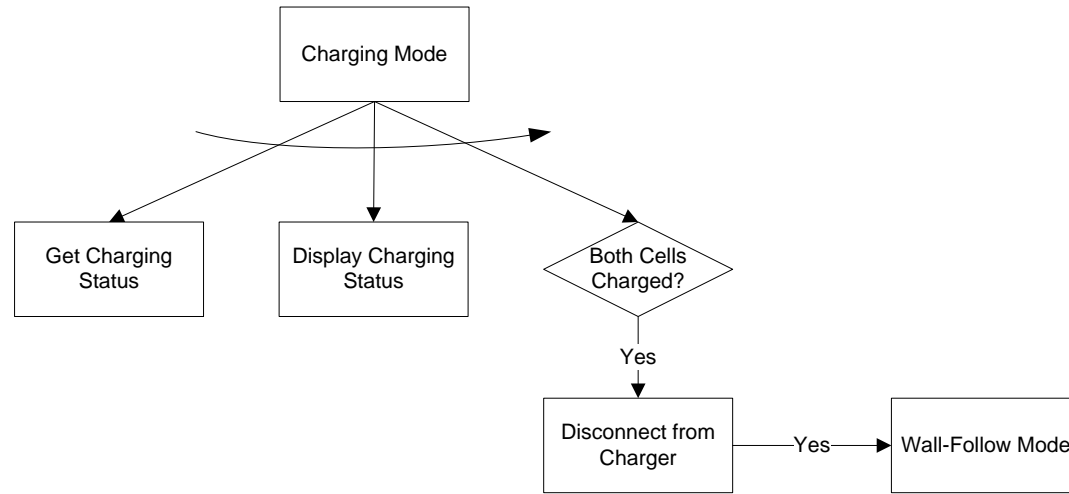 Charging Mode
Get Charging
Status
Display Charging
Status
Both Cells
Charged?
Yes
Disconnect from
Charger
Yes
Wall-Follow Mode